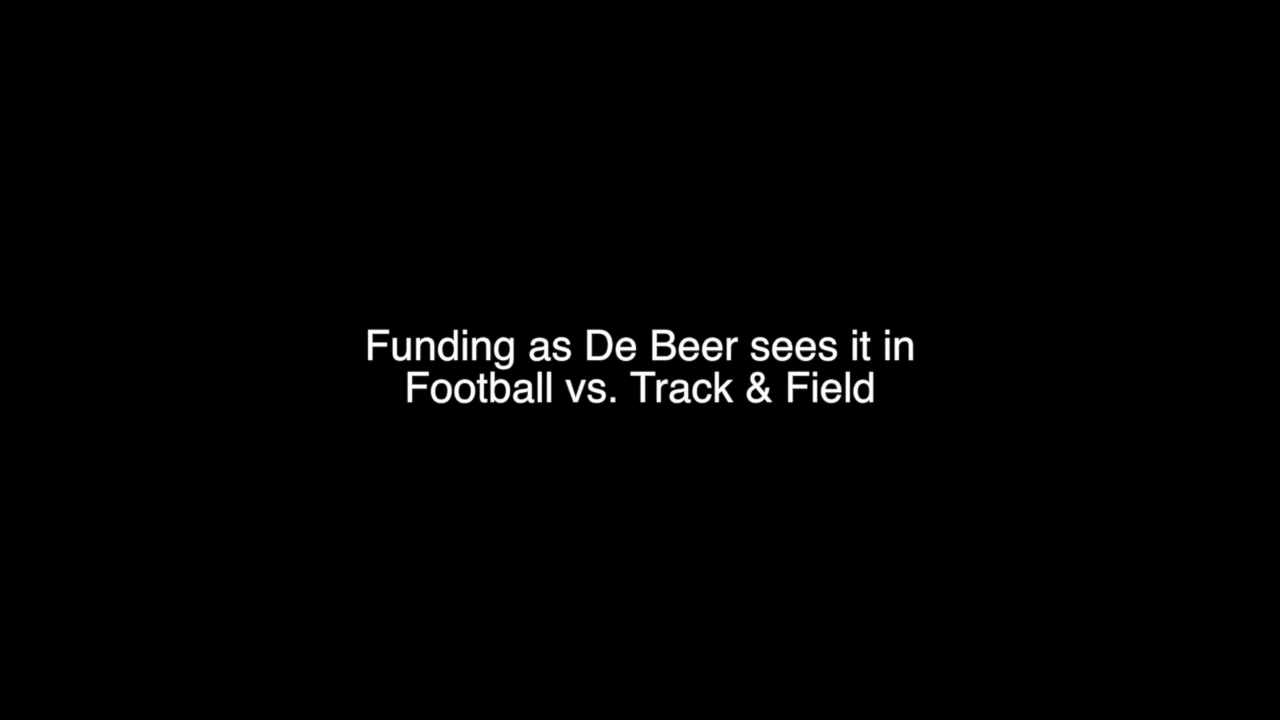 Funding as De Beer sees it in
Football vs. Track & Field